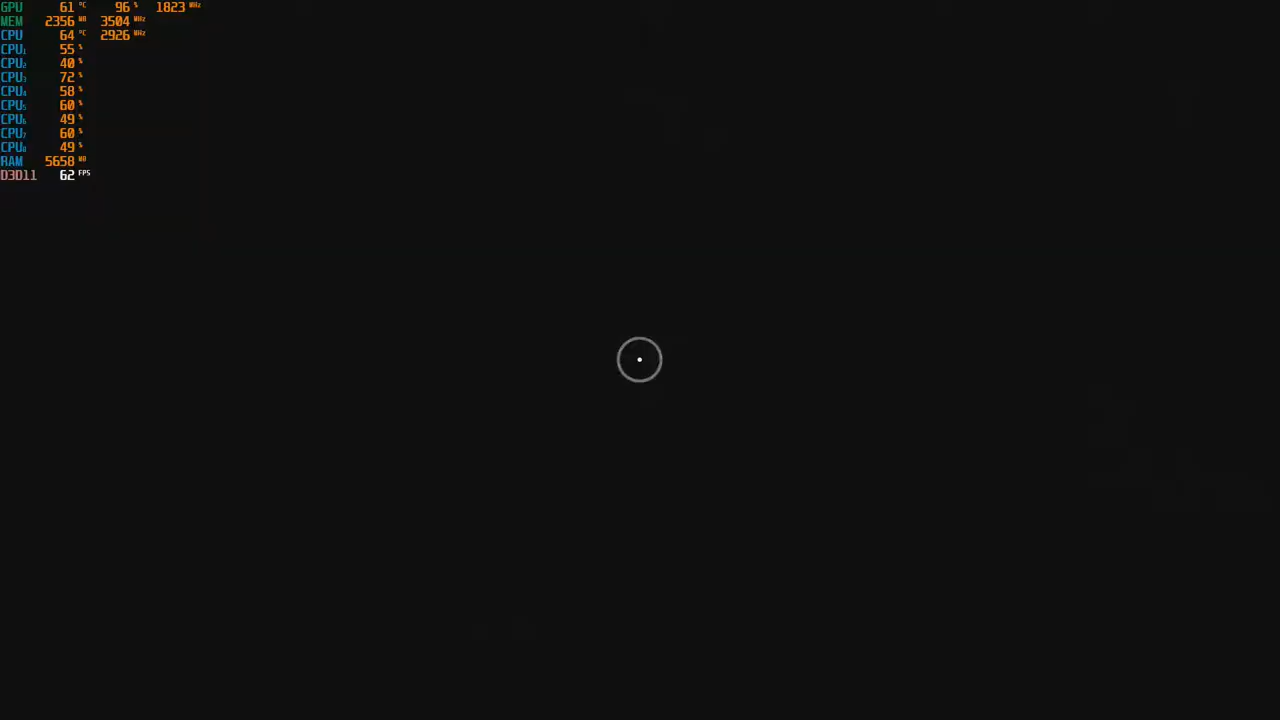 GPU 61 °C 96 % 1823 MHz
MEM 2356 MB 3504 MHz
CPU 64 °C 2926 MHz
CPU1 55 %
CPU2 40 %
CPU3 72 %
CPU4 58 %
CPU5 60 %
CPU6 49 %
CPU7 60 %
CPU8 49 %
RAM 5658 MB
D3D11 62 FPS